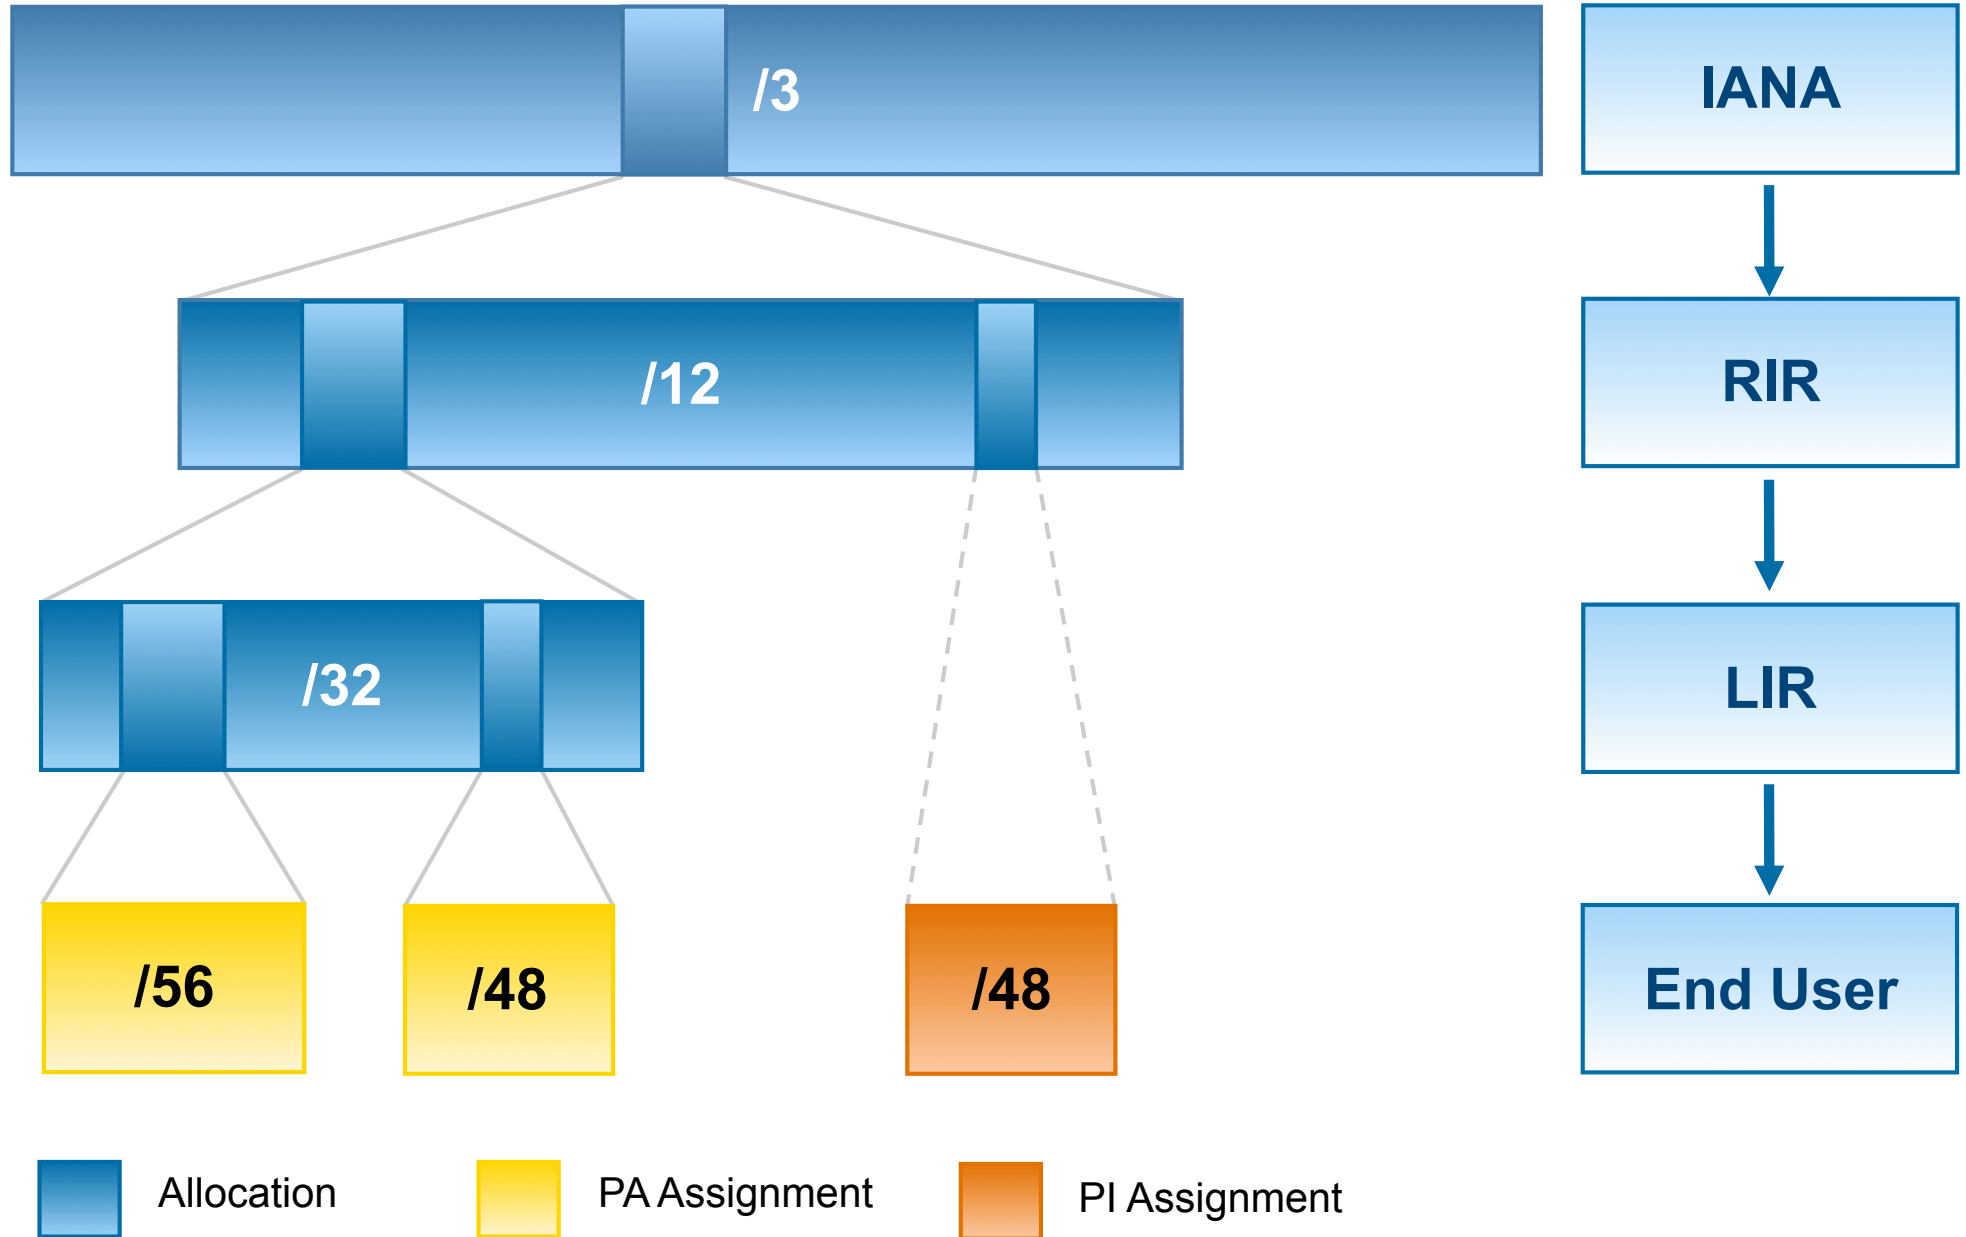 /3
IANA
/12
RIR
/32
LIR
/56
/48
/48
End User
Allocation
PA Assignment
PI Assignment